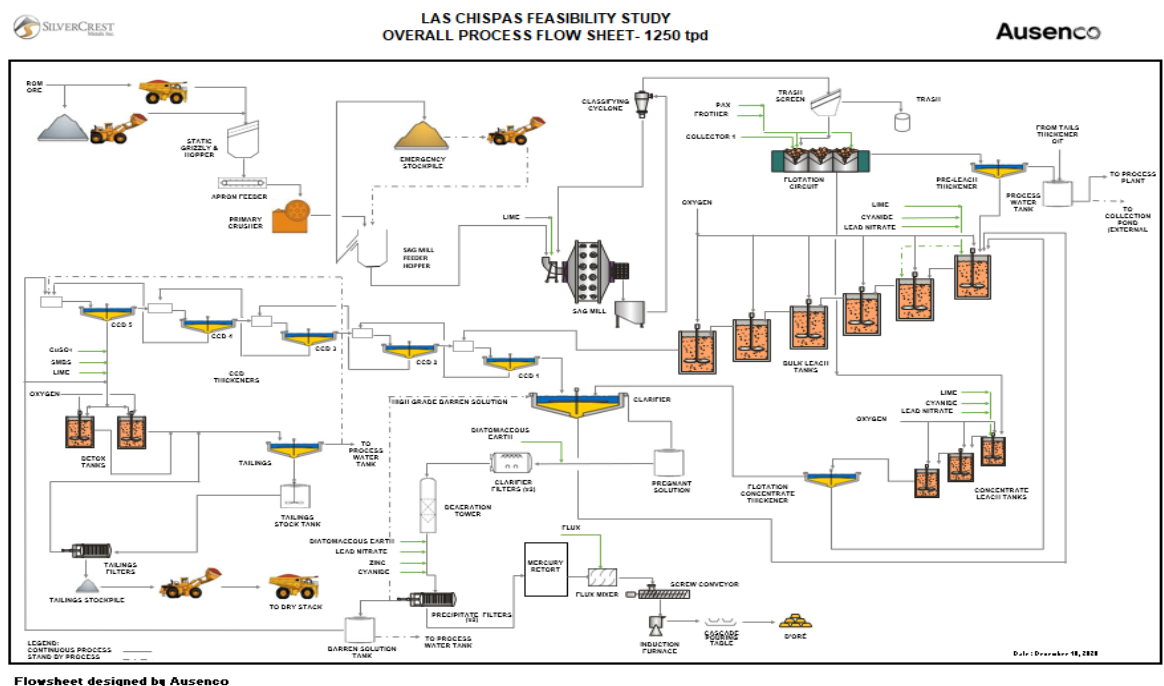 SILVERCREST
Metals Inc.
LAS CHISPAS FEASIBILITY STUDY
OVERALL PROCESS FLOW SHEET- 1250 tpd
Ausenco
ROM
ORE
STATIC
GRIZZLY &
HOPPER
APRON FEEDER
PRIMARY
CRUSHER
EMERGENCY
STOCKPILE
SAG MILL
FEEDER
HOPPER
LIME
CLASSIFYING
CYCLONE
SAG MILL
TRASH
SCREEN
TRASH
PAX
FROTHER
COLLECTOR 1
FLOTATION
CIRCUIT
FROM TAILS
THICKENER
O/F
PRE-LEACH
THICKENER
PROCESS
WATER
TANK
TO PROCESS
PLANT
TO
COLLECTION
POND
(EXTERNAL
OXYGEN
LIME
CYANIDE
LEAD NITRATE
BULK LEACH
TANKS
CCD 5
CCD 4
CCD 3
CCD 2
CCD 1
CCD
THICKENERS
CuSO4
SMBS
LIME
OXYGEN
DETOX
TANKS
TAILINGS
TO
PROCESS
WATER
TANK
TAILINGS
STOCK TANK
HIGH GRADE BARREN SOLUTION
CLARIFIER
DIATOMACEOUS
EARTH
CLARIFIER
FILTERS (x2)
PREGNANT
SOLUTION
DEAERATION
TOWER
FLOTATION
CONCENTRATE
THICKENER
LIME
CYANIDE
LEAD NITRATE
OXYGEN
CONCENTRATE
LEACH TANKS
DIATOMACEOUS EARTH
LEAD NITRATE
ZINC
CYANIDE
TAILINGS
FILTERS
TAILINGS STOCKPILE
TO DRY STACK
PRECIPITATE FILTERS
(x2)
BARREN SOLUTION
TANK
TO PROCESS
WATER TANK
MERCURY
RETORT
FLUX
FLUX MIXER
SCREW CONVEYOR
INDUCTION
FURNACE
CASCADE
POURING
TABLE
D'ORÉ
LEGEND:
CONTINUOUS PROCESS
STAND BY PROCESS
Date : December 10, 2020
Flowsheet designed by Ausenco